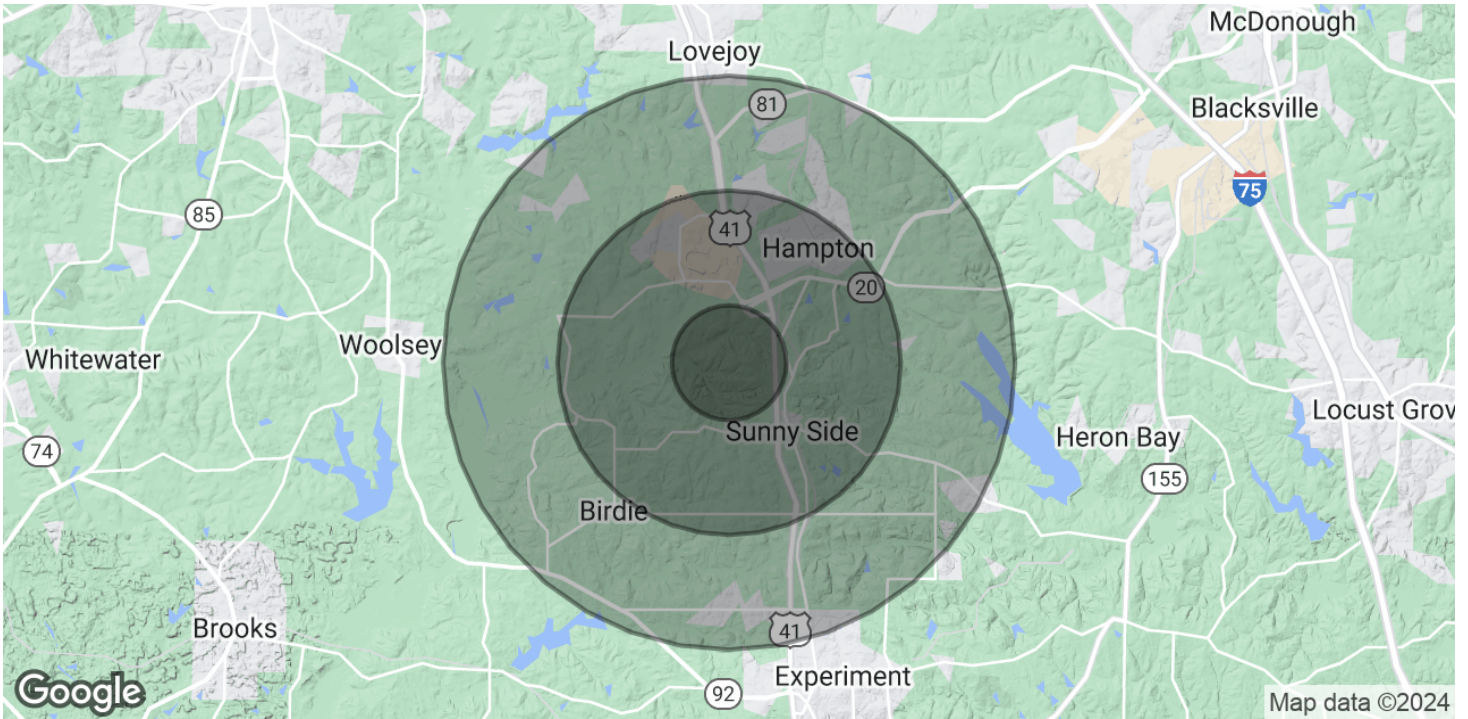 McDonough
Lovejoy
81
Blacksville
75
85
41
Hampton
20
Woolsey
Whitewater
Locust Grov
Sunny Side
Heron Bay
74
155
Birdie
Brooks
41
Experiment
92
Google
Map data ©2024